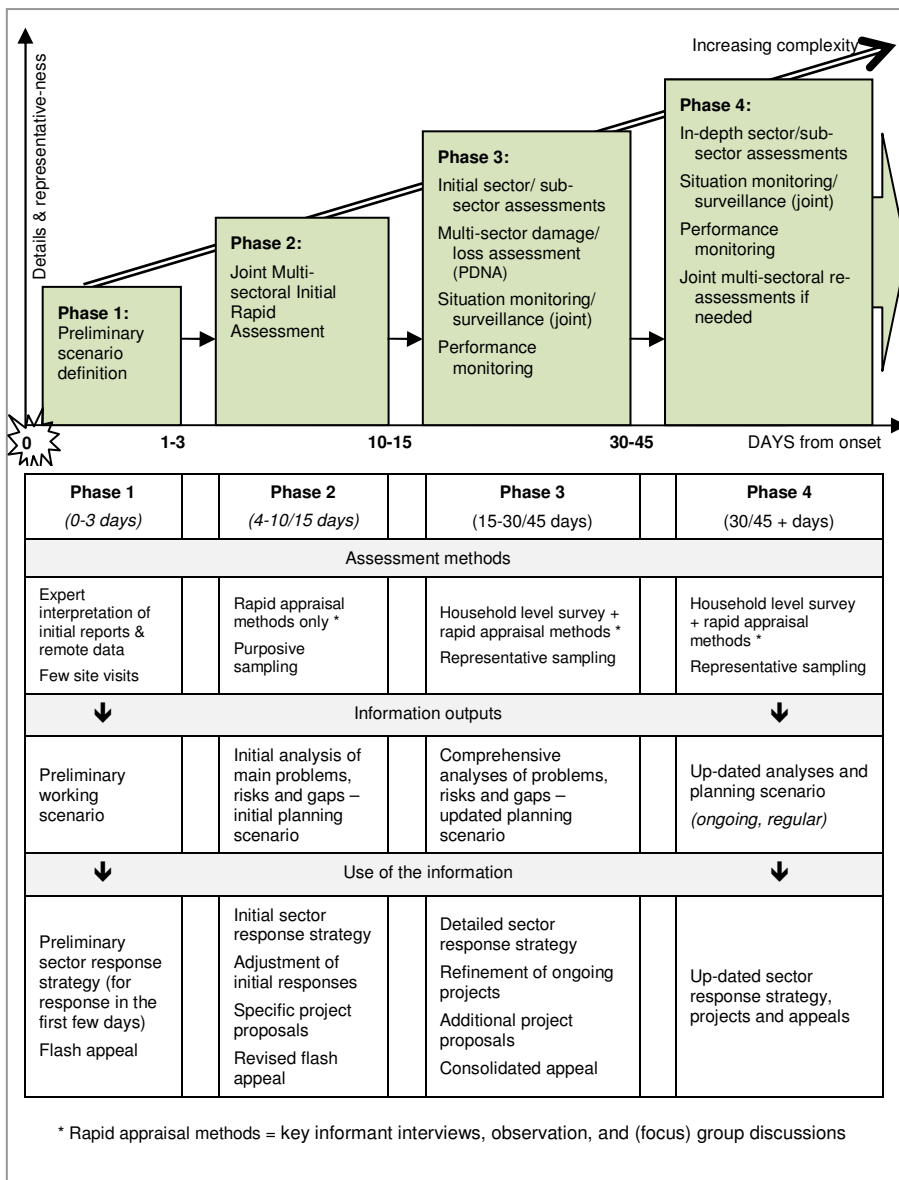 Increasing complexity
Details & representative-ness
Phase 1:
Preliminary
scenario
definition
Phase 2:
Joint Multi-
sectoral Initial
Rapid
Assessment
Phase 3:
Initial sector/ sub-
sector assessments
Multi-sector damage/
loss assessment
(PDNA)
Situation monitoring/
surveillance (joint)
Performance
monitoring
Phase 4:
In-depth sector/sub-
sector assessments
Situation monitoring/
surveillance (joint)
Performance
monitoring
Joint multi-sectoral re-
assessments if
needed
0
1-3
10-15
30-45
DAYS from onset
Phase 1
(0-3 days)
Phase 2
(4-10/15 days)
Phase 3
(15-30/45 days)
Phase 4
(30/45 + days)
Assessment methods
Expert
interpretation of
initial reports &
remote data
Few site visits
Rapid appraisal
methods only *
Purposive
sampling
Household level survey +
rapid appraisal methods *
Representative sampling
Household level survey
+ rapid appraisal
methods *
Representative sampling
Information outputs
Preliminary
working
scenario
Initial analysis of
main problems,
risks and gaps –
initial planning
scenario
Comprehensive
analyses of problems,
risks and gaps –
updated planning
scenario
Up-dated analyses and
planning scenario
(ongoing, regular)
Use of the information
Preliminary
sector response
strategy (for
response in the
first few days)
Flash appeal
Initial sector
response strategy
Adjustment of
initial responses
Specific project
proposals
Revised flash
appeal
Detailed sector
response strategy
Refinement of ongoing
projects
Additional project
proposals
Consolidated appeal
Up-dated sector
response strategy,
projects and appeals
* Rapid appraisal methods = key informant interviews, observation, and (focus) group discussions